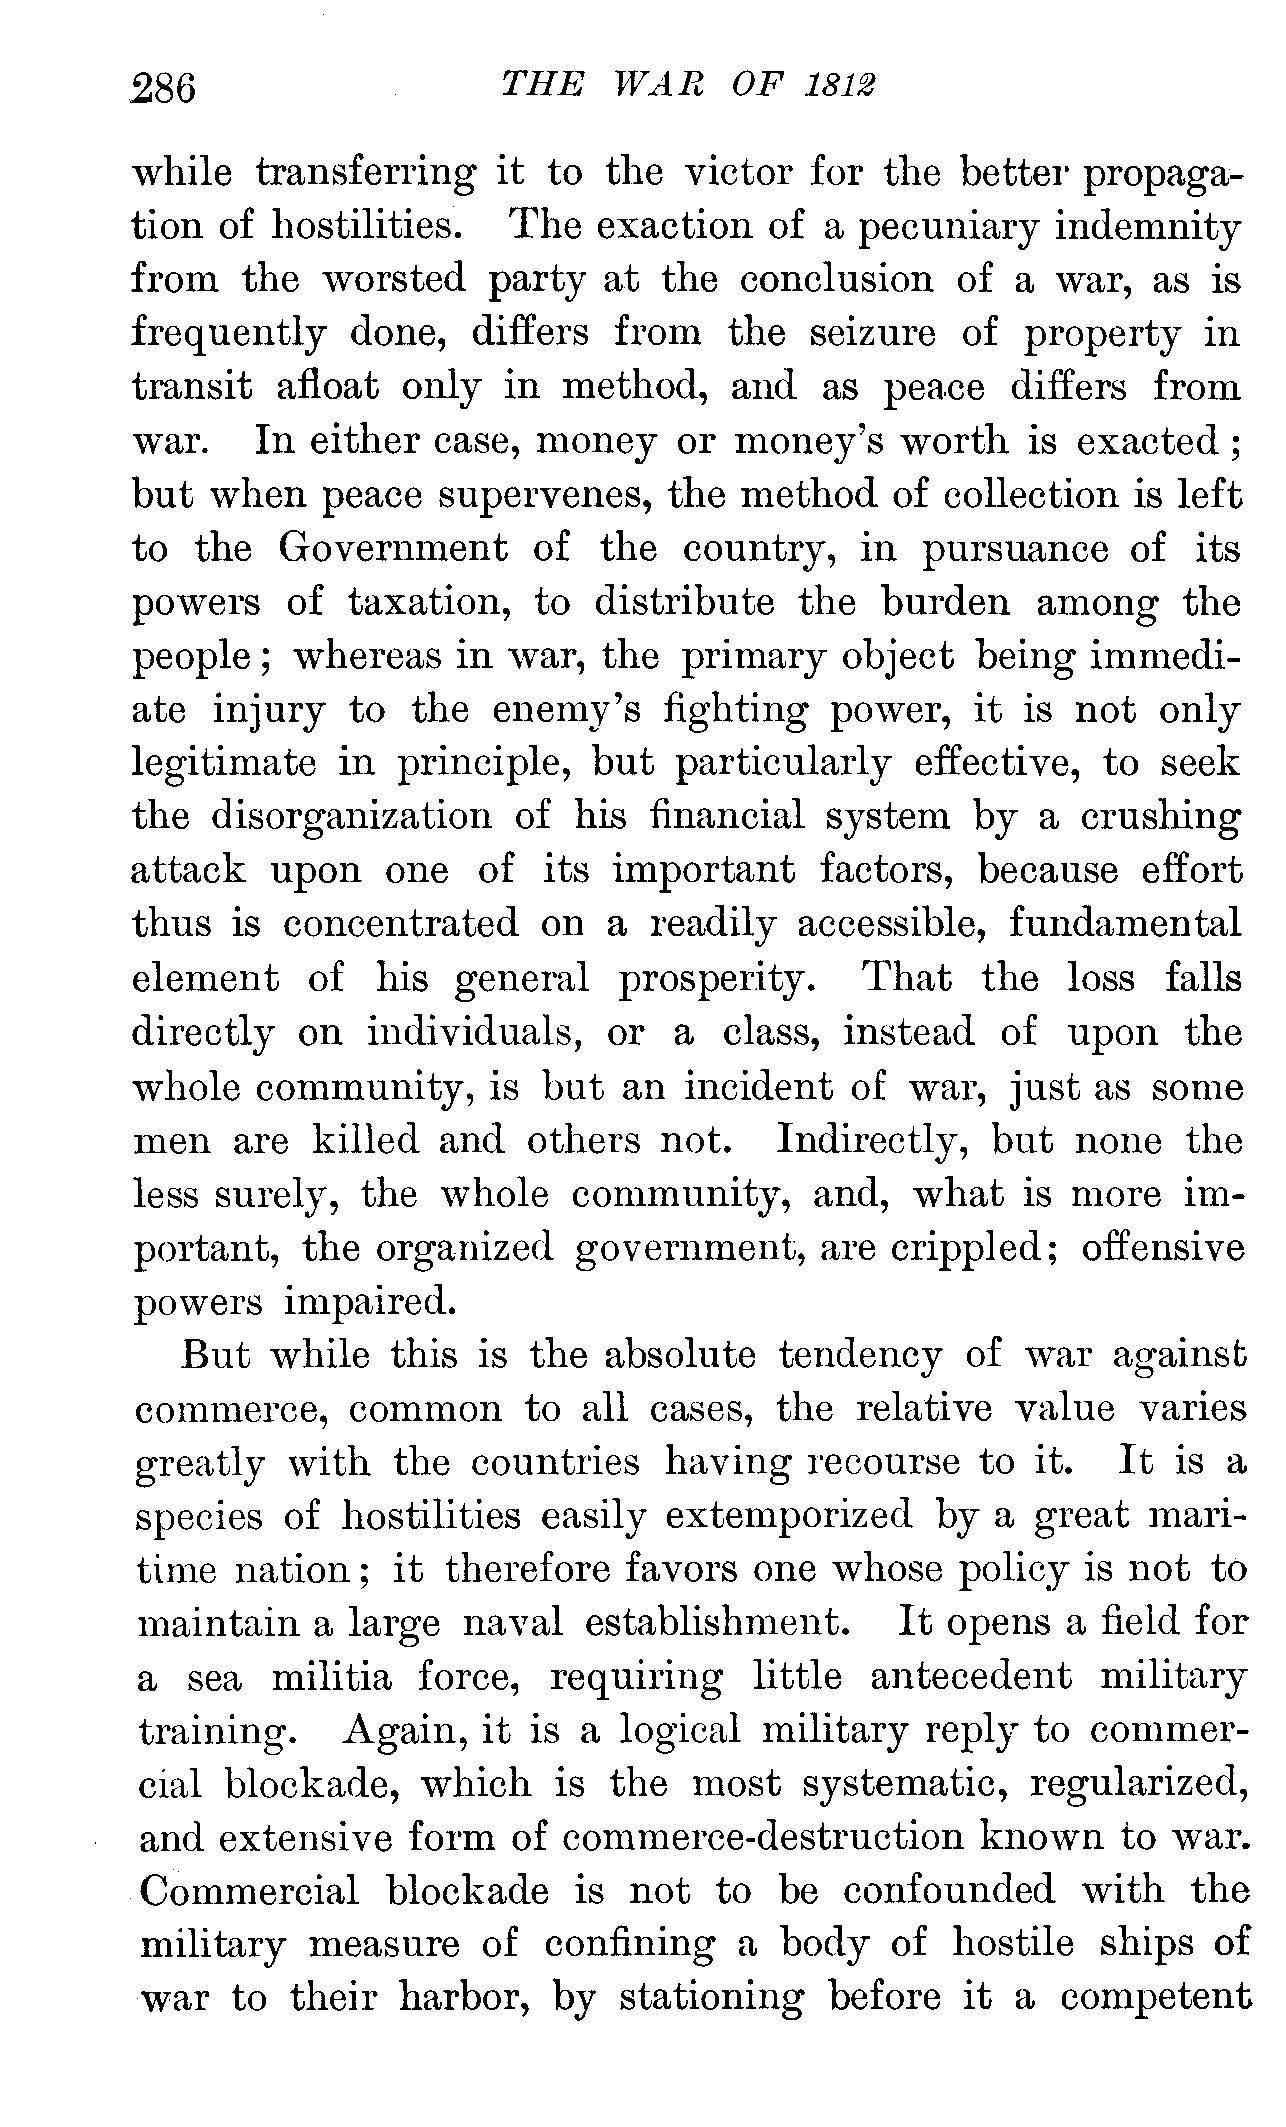 286 THE WAR OF 1812
while transferring it to the victor for the better propaga-
tion of hostilities. The exaction of a pecuniary indemnity
from the worsted party at the conclusion of a war, as is
frequently done, differs from the seizure of property in
transit afloat only in method, and as peace differs from
war. In either case, money or money's worth is exacted ;
but when peace supervenes, the method of collection is left
to the Government of the country, in pursuance of its
powers of taxation, to distribute the burden among the
people ; whereas in war, the primary object being immedi-
ate injury to the enemy's fighting power, it is not only
legitimate in principle, but particularly effective, to seek
the disorganization of his financial system by a crushing
attack upon one of its important factors, because effort
thus is concentrated on a readily accessible, fundamental
element of his general prosperity. That the loss falls
directly on individuals, or a class, instead of upon the
whole community, is but an incident of war, just as some
men are killed and others not. Indirectly, but none the
less surely, the whole community, and, what is more im-
portant, the organized government, are crippled; offensive
powers impaired.
But while this is the absolute tendency of war against
commerce, common to all cases, the relative value varies
greatly with the countries having recourse to it. It is a
species of hostilities easily extemporized by a great mari-
time nation ; it therefore favors one whose policy is not to
maintain a large naval establishment. It opens a field for
a sea militia force, requiring little antecedent military
training. Again, it is a logical military reply to commer-
cial blockade, which is the most systematic, regularized,
and extensive form of commerce-destruction known to war.
Commercial blockade is not to be confounded with the
military measure of confining a body of hostile ships of
war to their harbor, by stationing before it a competent